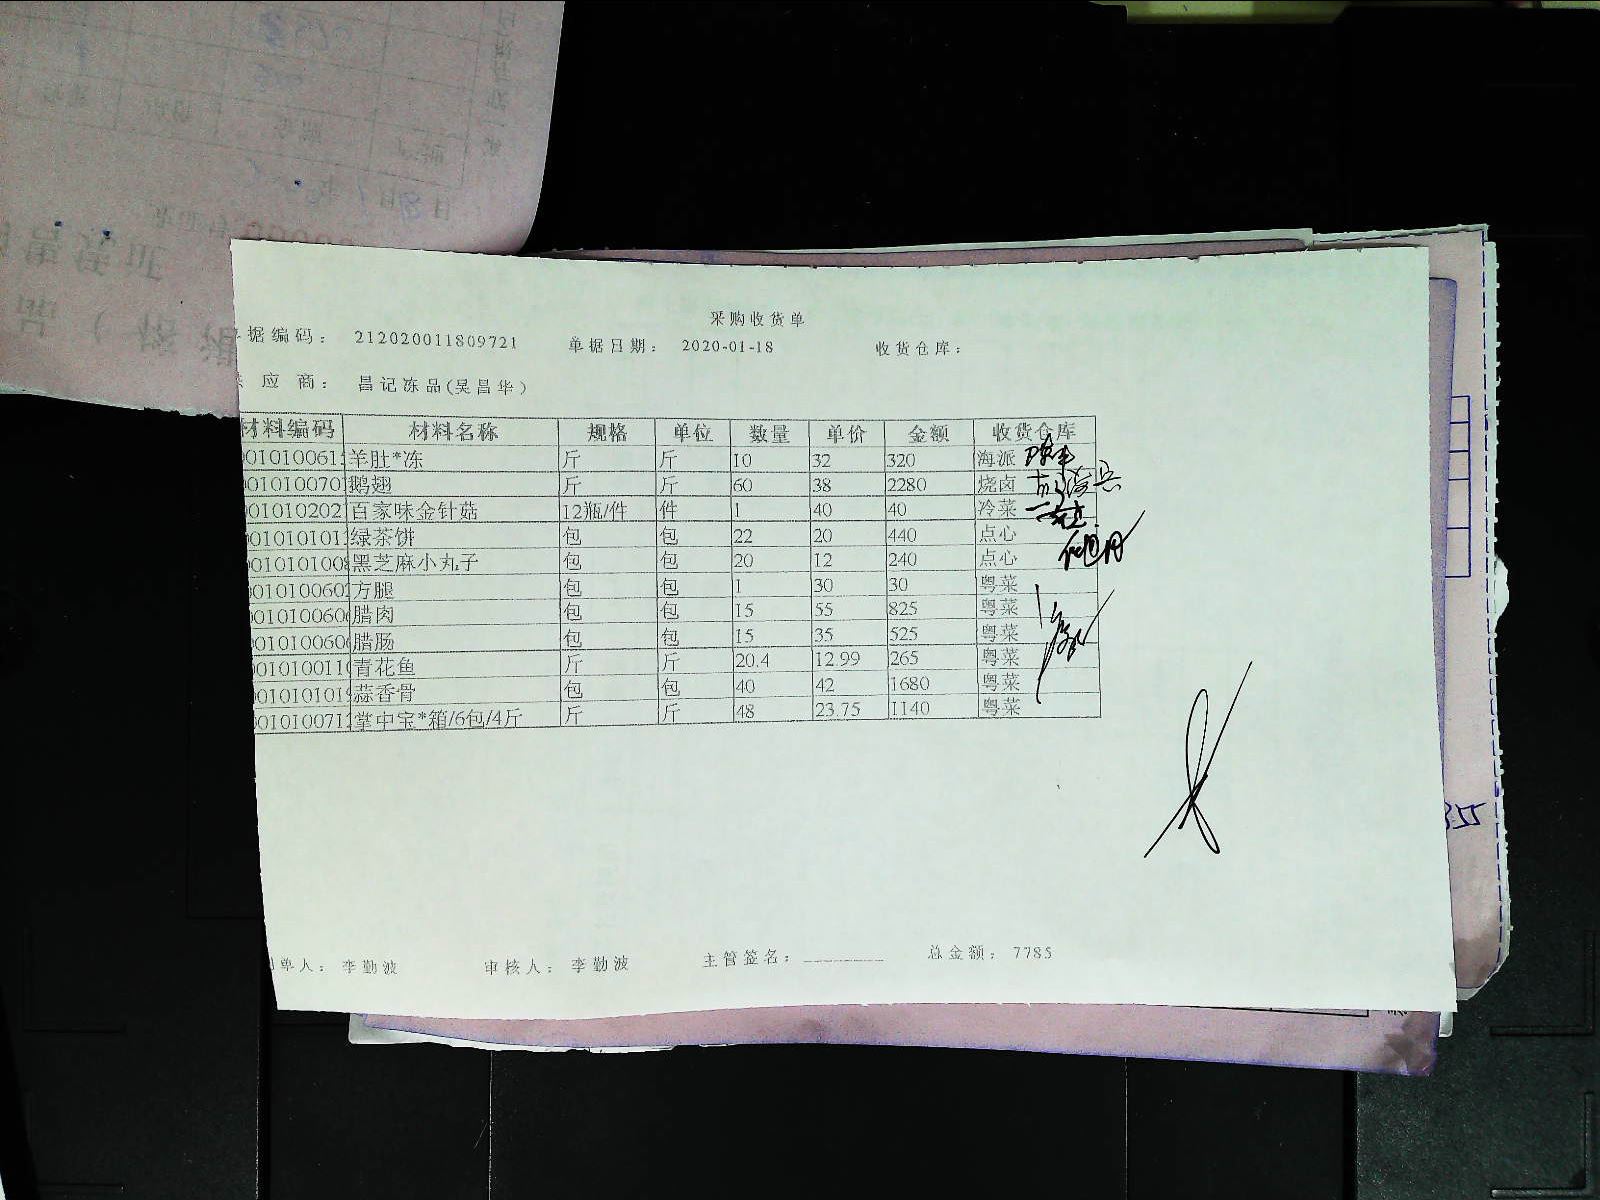 采购收货单
据编码： 212020011809721 单据日期： 2020-01-18 收货仓库：
应 商： 昌记冻品(吴昌华)
材料编码 材料名称 规格 单位 数量 单价 金额 收货仓库
羊肚*冻 斤 斤 10 32 320 海派
鹅翅 斤 斤 60 38 2280 烧卤
百家味金针菇 12瓶/件 件 1 40 40 冷菜
绿茶饼 包 包 22 20 440 点心
黑芝麻小丸子 包 包 20 12 240 点心
方腿 包 包 1 30 30 粤菜
腊肉 包 包 15 55 825 粤菜
腊肠 包 包 15 35 525 粤菜
青花鱼 斤 斤 20.4 12.99 265 粤菜
蒜香骨 包 包 40 42 1680 粤菜
掌中宝*箱/6包/4斤 斤 斤 48 23.75 1140 粤菜
单人： 李勤波 审核人： 李勤波 主管签名： 总金额： 7785